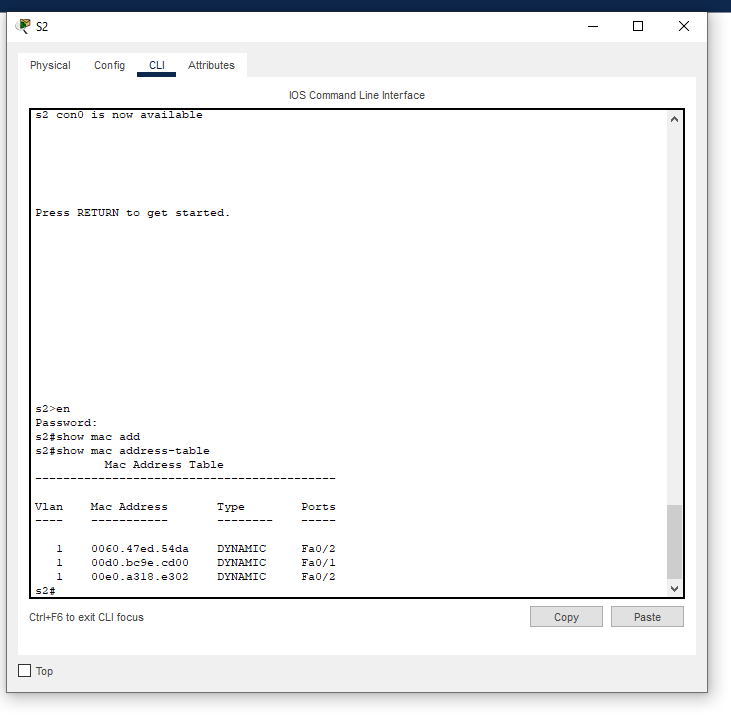 S2
Physical Config CLI Attributes
IOS Command Line Interface
s2 con0 is now available
Press RETURN to get started.
s2>en
Password:
s2#show mac add
s2#show mac address-table
Mac Address Table
-------------------------------------------
Vlan Mac Address Type Ports
---- ----------- -------- -----
1 0060.47ed.54da DYNAMIC Fa0/2
1 00d0.bc9e.cd00 DYNAMIC Fa0/1
1 00e0.a318.e302 DYNAMIC Fa0/2
s2#
Ctrl+F6 to exit CLI focus
Copy Paste
Top